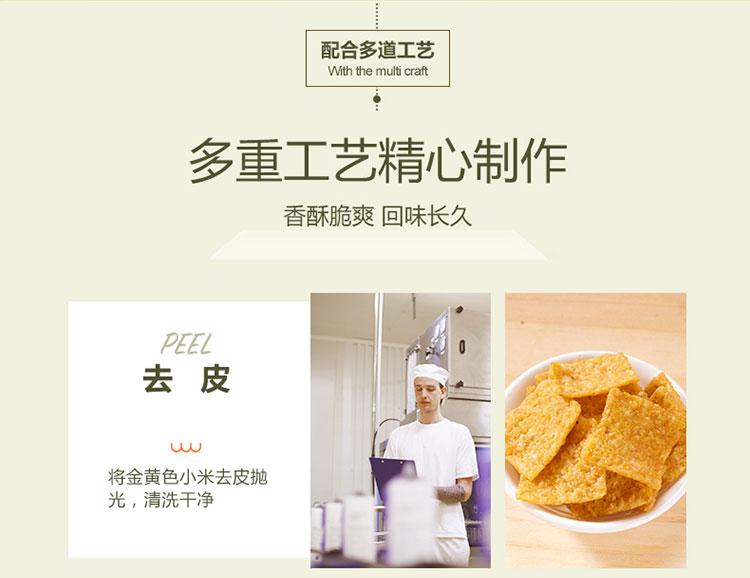 配合多道工艺
With the multi craft
多重工艺精心制作
香酥脆爽 回味长久
PEEL
去 皮
将金黄色小米去皮抛
光，清洗干净